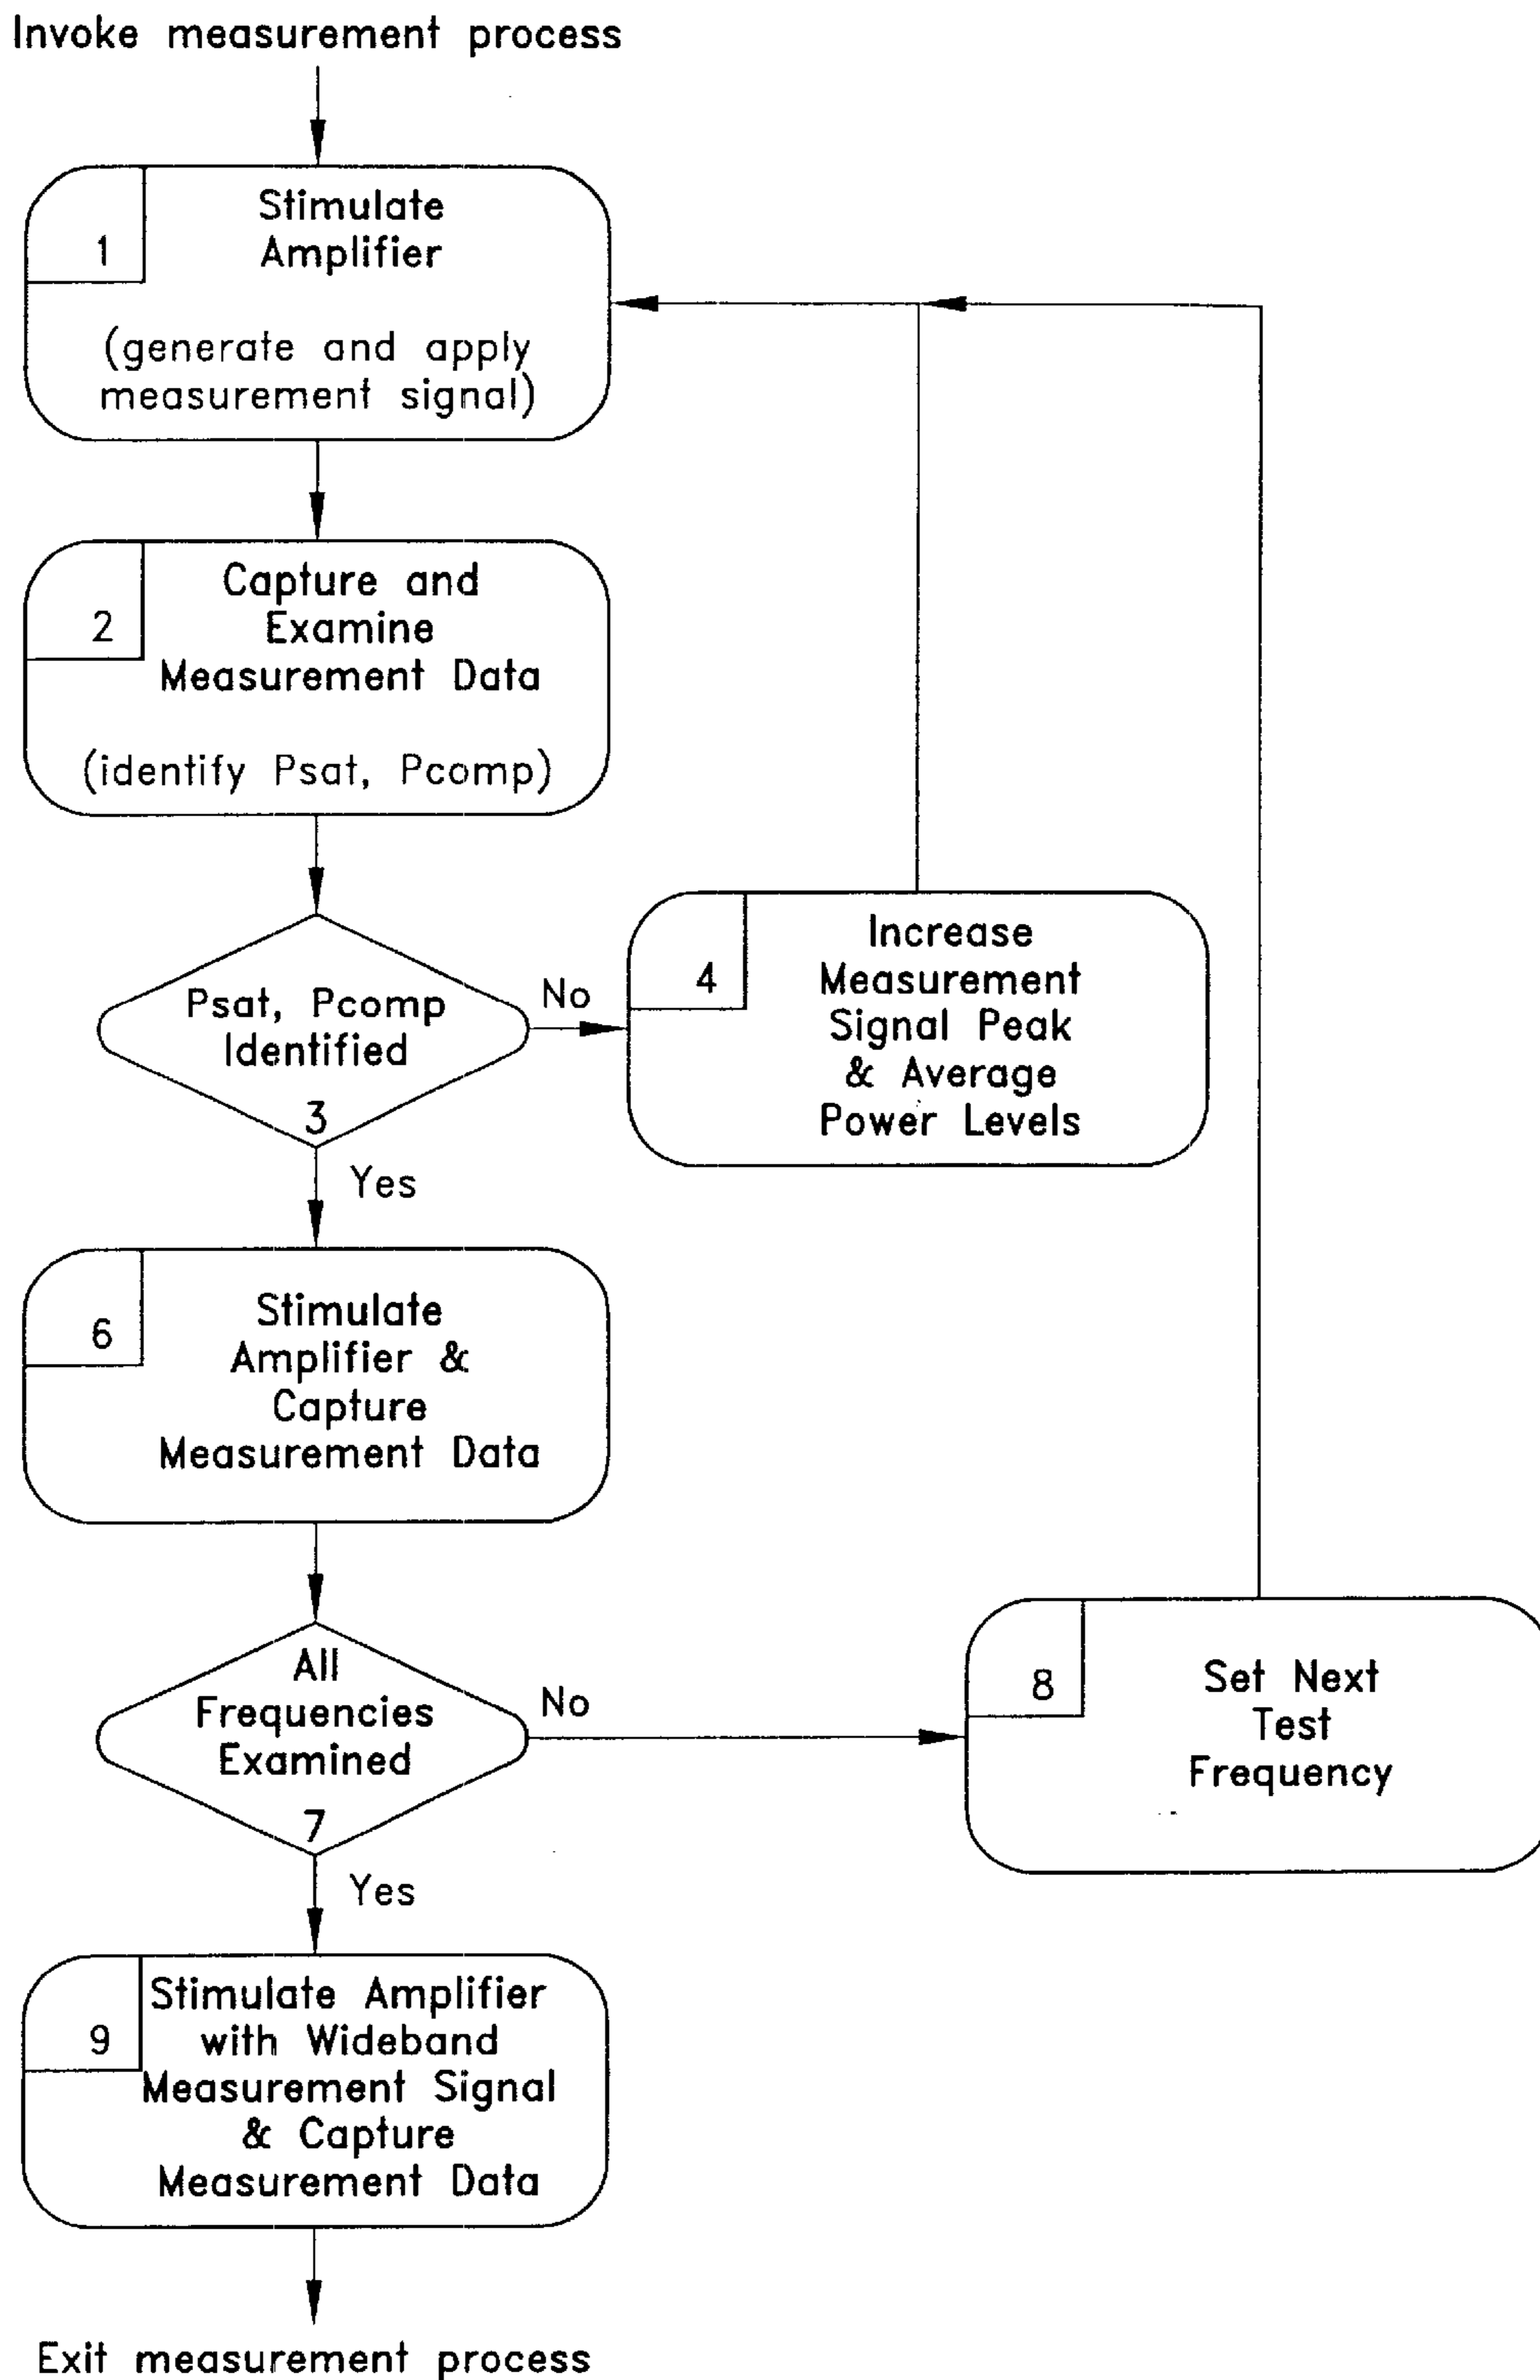 Invoke measurement process
1
Stimulate
Amplifier
(generate and apply
measurement signal)
2
Capture and
Examine
Measurement Data
(identify Psat, Pcomp)
Psat, Pcomp
Identified
3
No
Yes
4
Increase
Measurement
Signal Peak
& Average
Power Levels
6
Stimulate
Amplifier &
Capture
Measurement Data
All
Frequencies
Examined
7
No
Yes
8
Set Next
Test
Frequency
9
Stimulate Amplifier
with Wideband
Measurement Signal
& Capture
Measurement Data
Exit measurement process